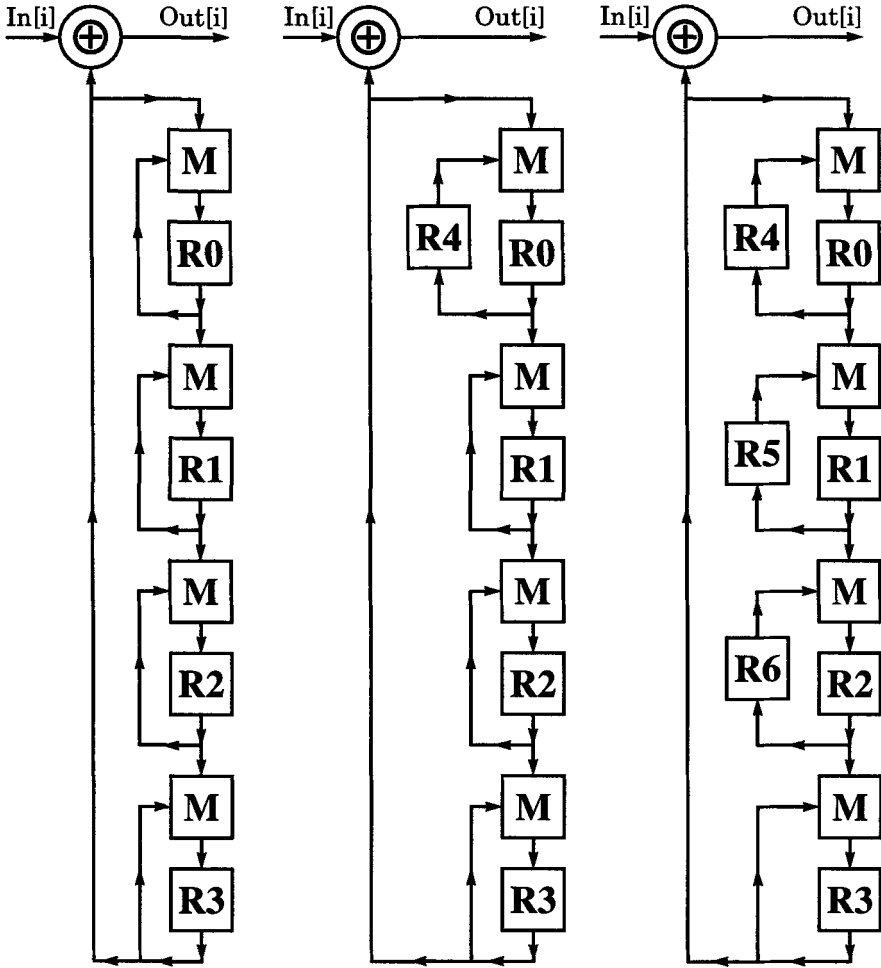 In[i] Out[i] In[i] Out[i] In[i] Out[i]
M M M
R0 R4 R0 R4 R0
M M M
R1 R1 R5 R1
M M M
R2 R2 R6 R2
M M M
R3 R3 R3